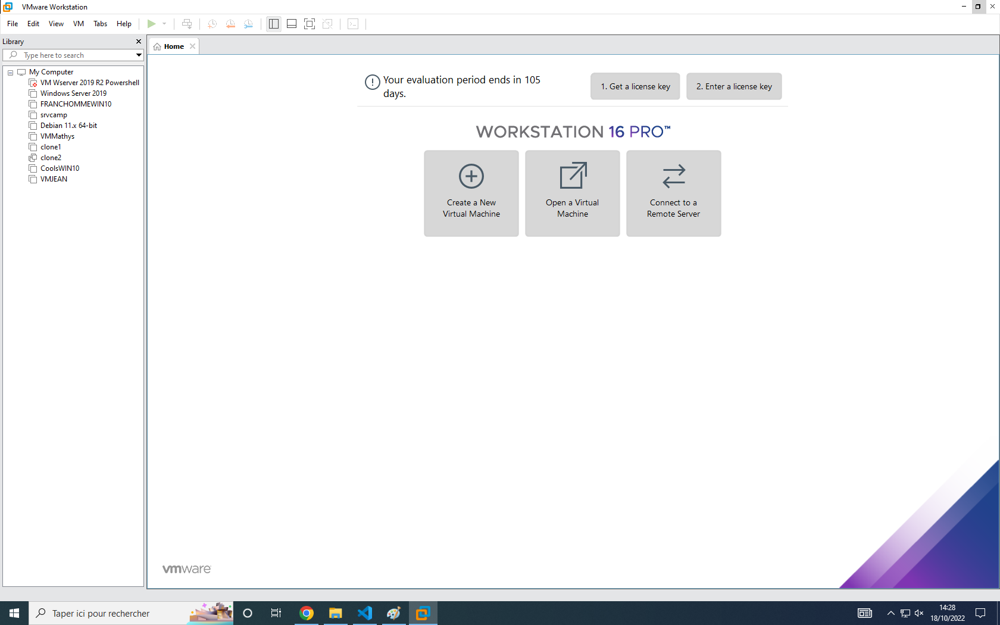 VMware Workstation
File Edit View VM Tabs Help
Library
Type here to search
My Computer
VM Wserver 2019 R2 Powershell
Windows Server 2019
FRANCHOMMEWIN10
srvcamp
Debian 11.x 64-bit
VMMathys
clone1
clone2
CoolsWIN10
VMJEAN
Home
Your evaluation period ends in 105
days.
1. Get a license key
2. Enter a license key
WORKSTATION 16 PRO™
Create a New
Virtual Machine
Open a Virtual
Machine
Connect to a
Remote Server
vmware
Taper ici pour rechercher
14:28
18/10/2022